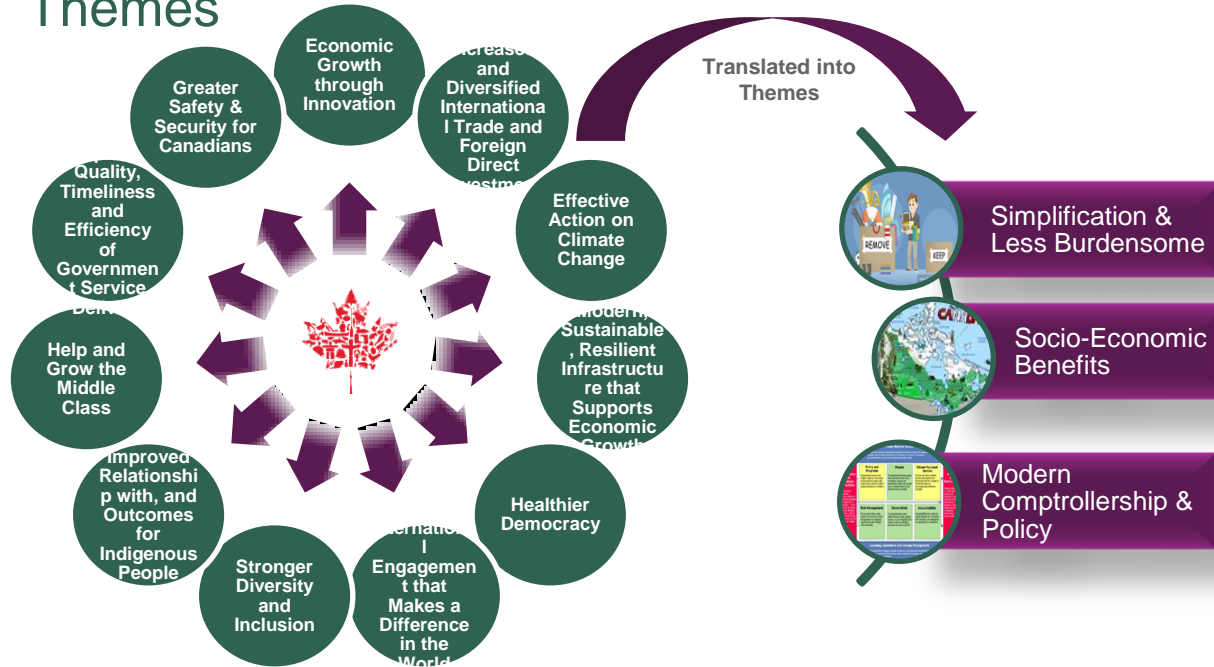 Themes
Economic
Growth
through
Innovation
and
Diversified
Internationa
l Trade and
Foreign
Direct
Effective
Action on
Climate
Change
Modern,
Sustainable
, Resilient
Infrastructu
re that
Supports
Economic
Growth
Healthier
Democracy
l
Engagemen
t that
Makes a
Difference
in the
World
Stronger
Diversity
and
Inclusion
Improved
Relationshi
p with, and
Outcomes
for
Indigenous
People
Help and
Grow the
Middle
Class
Quality,
Timeliness
and
Efficiency
of
Governmen
t Service
Greater
Safety &
Security for
Canadians
Translated into
Themes
REMOVE
KEEP
Simplification &
Less Burdensome
Socio-Economic
Benefits
Modern
Comptrollership &
Policy